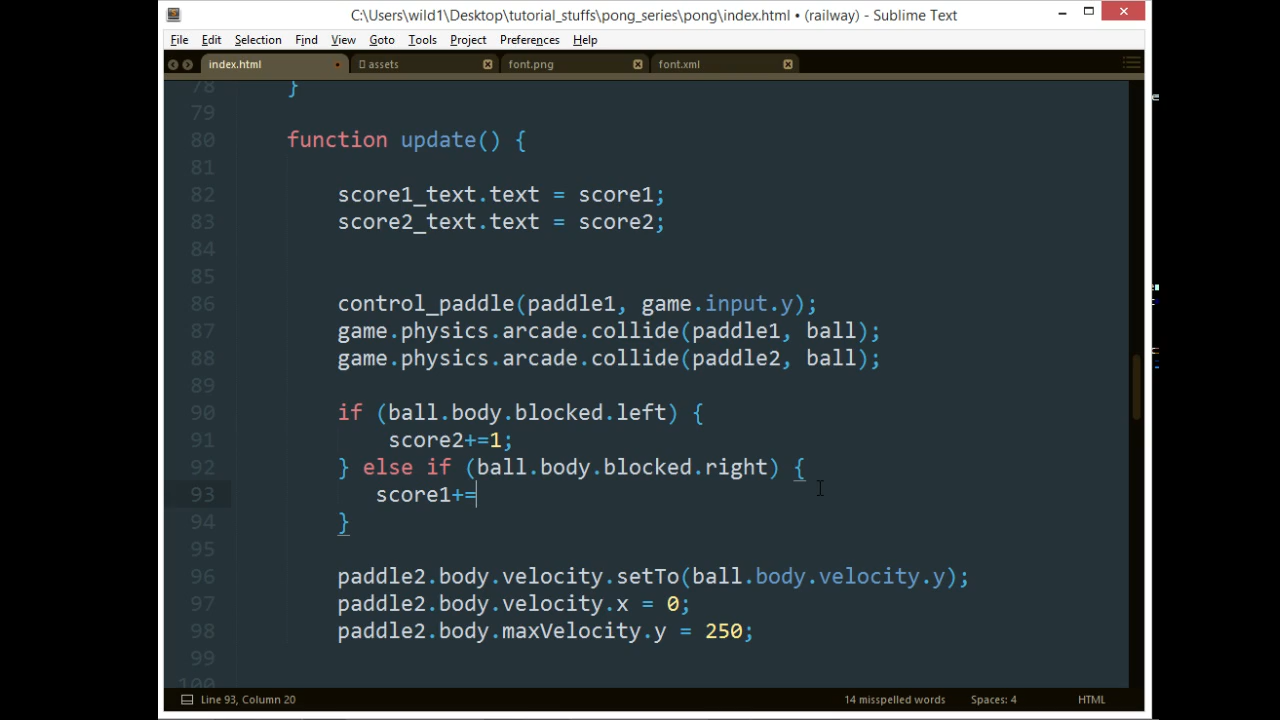 C:\Users\wild1\Desktop\tutorial_stuffs\pong_series\pong\index.html • (railway) - Sublime Text
File Edit Selection Find View Goto Tools Project Preferences Help
index.html assets font.png font.xml
78 }
79
80 function update() {
81
82 score1_text.text = score1;
83 score2_text.text = score2;
84
85
86 control_paddle(paddle1, game.input.y);
87 game.physics.arcade.collide(paddle1, ball);
88 game.physics.arcade.collide(paddle2, ball);
89
90 if (ball.body.blocked.left) {
91 score2+=1;
92 } else if (ball.body.blocked.right) {
93 score1+=
94 }
95
96 paddle2.body.velocity.setTo(ball.body.velocity.y);
97 paddle2.body.velocity.x = 0;
98 paddle2.body.maxVelocity.y = 250;
99
100
Line 93, Column 20 14 misspelled words Spaces: 4 HTML